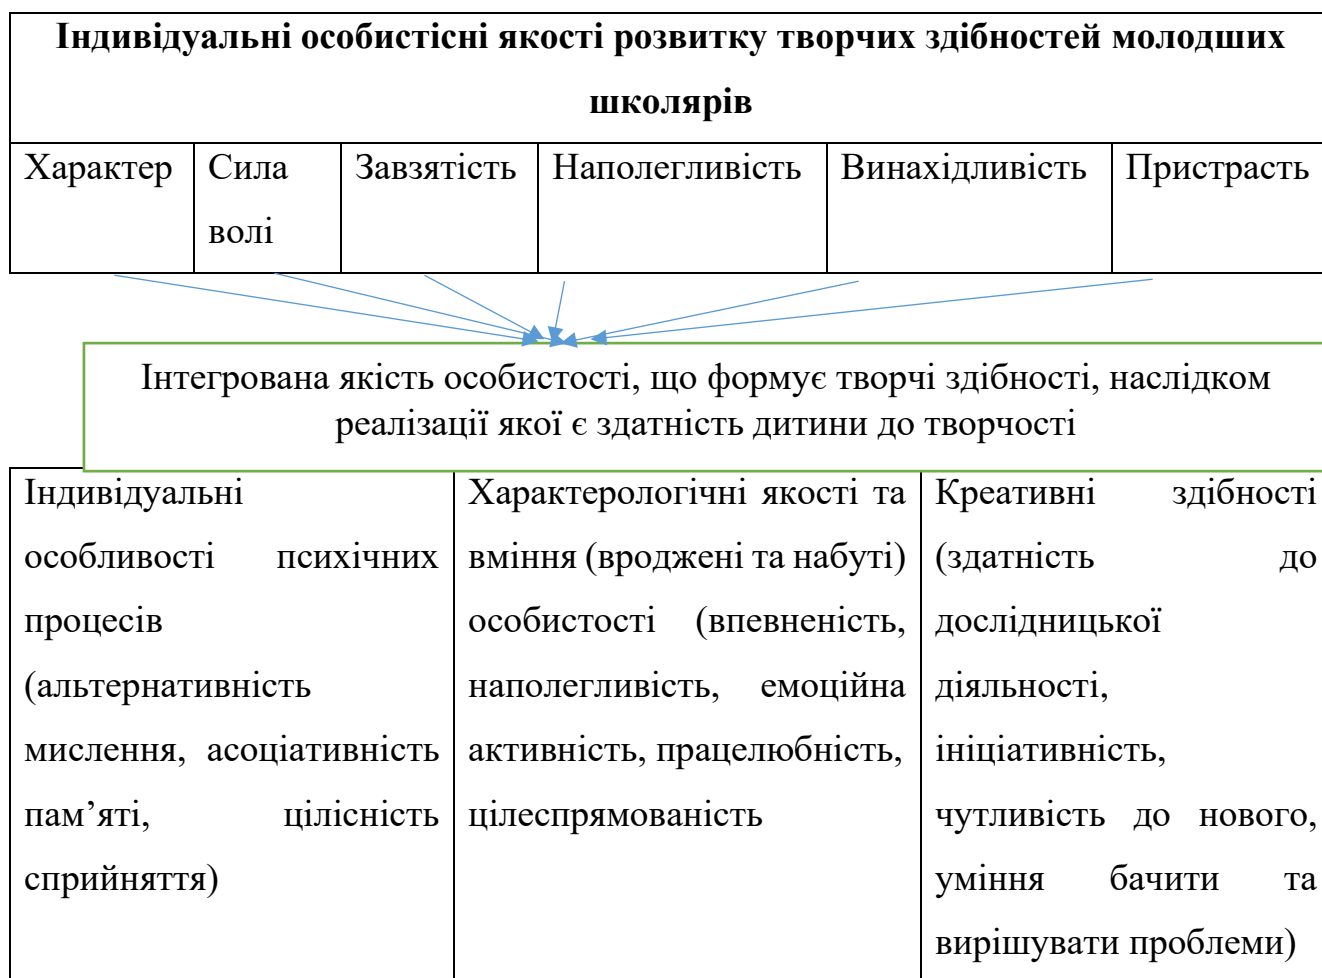 Індивідуальні особистісні якості розвитку творчих здібностей молодших
школярів
Характер
Сила
волі
Завзятість
Наполегливість
Винахідливість
Пристрасть
Інтегрована якість особистості, що формує творчі здібності, наслідком
реалізації якої є здатність дитини до творчості
Індивідуальні
особливості психічних
процесів
(альтернативність
мислення, асоціативність
пам’яті, цілісність
сприйняття)
Характерологічні якості та
вміння (вроджені та набуті)
особистості (впевненість,
наполегливість, емоційна
активність, працелюбність,
цілеспрямованість
Креативні здібності
(здатність до
дослідницької
діяльності,
ініціативність,
чутливість до нового,
уміння бачити та
вирішувати проблеми)